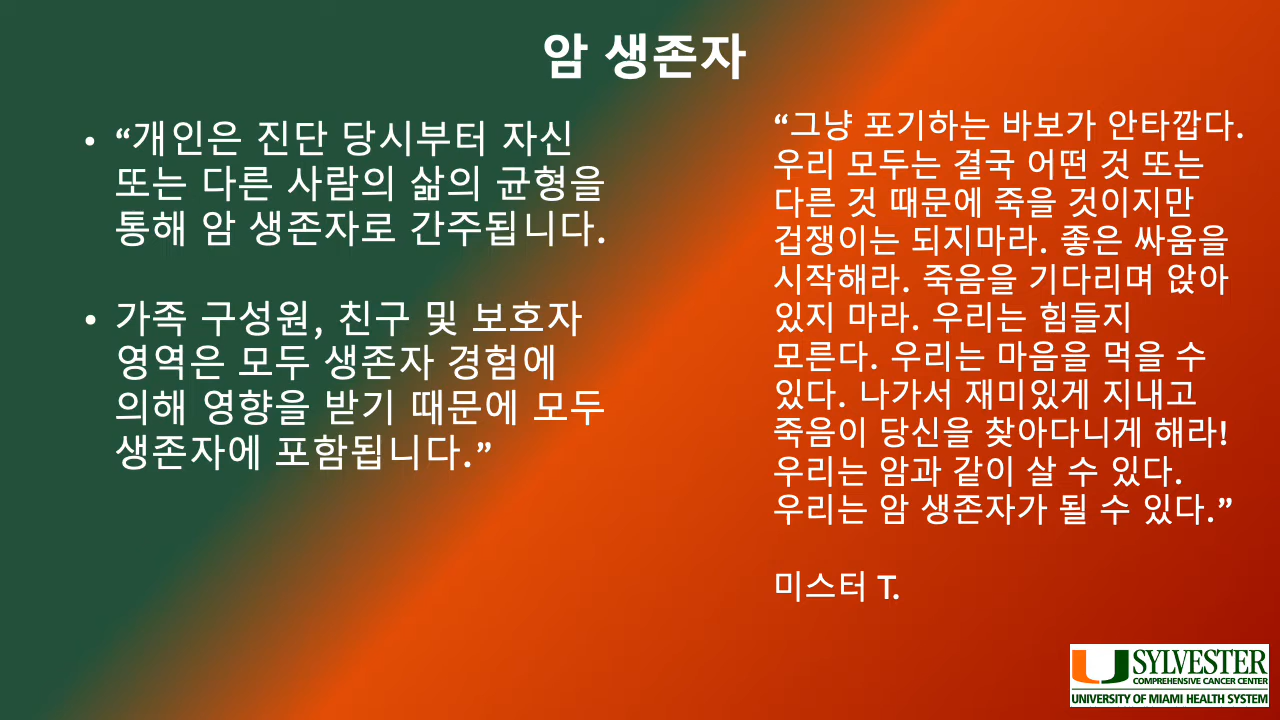 암 생존자
• “개인은 진단 당시부터 자신
또는 다른 사람의 삶의 균형을
통해 암 생존자로 간주됩니다.
• 가족 구성원, 친구 및 보호자
영역은 모두 생존자 경험에
의해 영향을 받기 때문에 모두
생존자에 포함됩니다.”
“그냥 포기하는 바보가 안타깝다.
우리 모두는 결국 어떤 것 또는
다른 것 때문에 죽을 것이지만
겁쟁이는 되지마라. 좋은 싸움을
시작해라. 죽음을 기다리며 앉아
있지 마라. 우리는 힘들지
모른다. 우리는 마음을 먹을 수
있다. 나가서 재미있게 지내고
죽음이 당신을 찾아다니게 해라!
우리는 암과 같이 살 수 있다.
우리는 암 생존자가 될 수 있다.”
미스터 T.
SYLVESTER
COMPREHENSIVE CANCER CENTER
UNIVERSITY OF MIAMI HEALTH SYSTEM